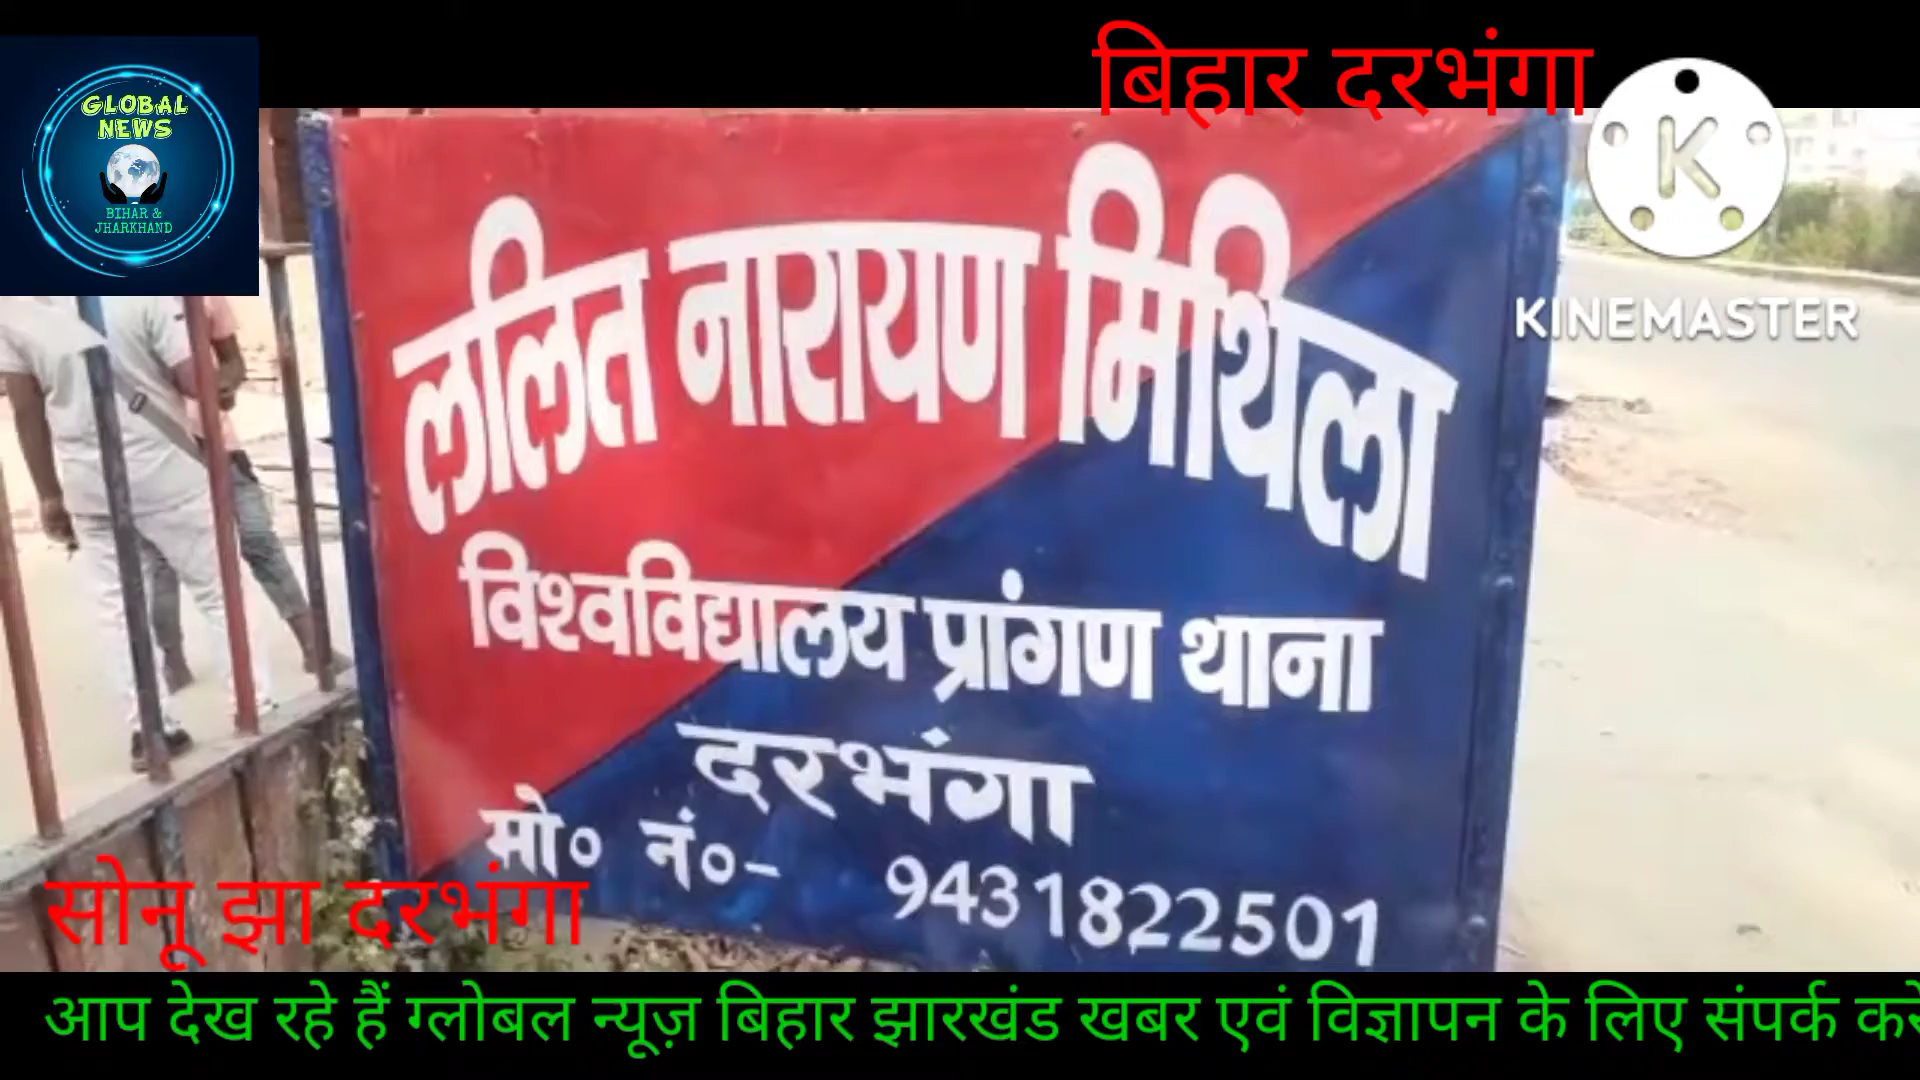 बिहार दरभंगा
GLOBAL
NEWS
BIHAR &
JHARKHAND
K
KINEMASTER
ललित नारायण मिथिला
विश्वविद्यालय प्रांगण थाना
दरभंगा
मो० नं०- 9431822501
सोनू झा दरभंगा
आप देख रहे हैं ग्लोबल न्यूज़ बिहार झारखंड खबर एवं विज्ञापन के लिए संपर्क